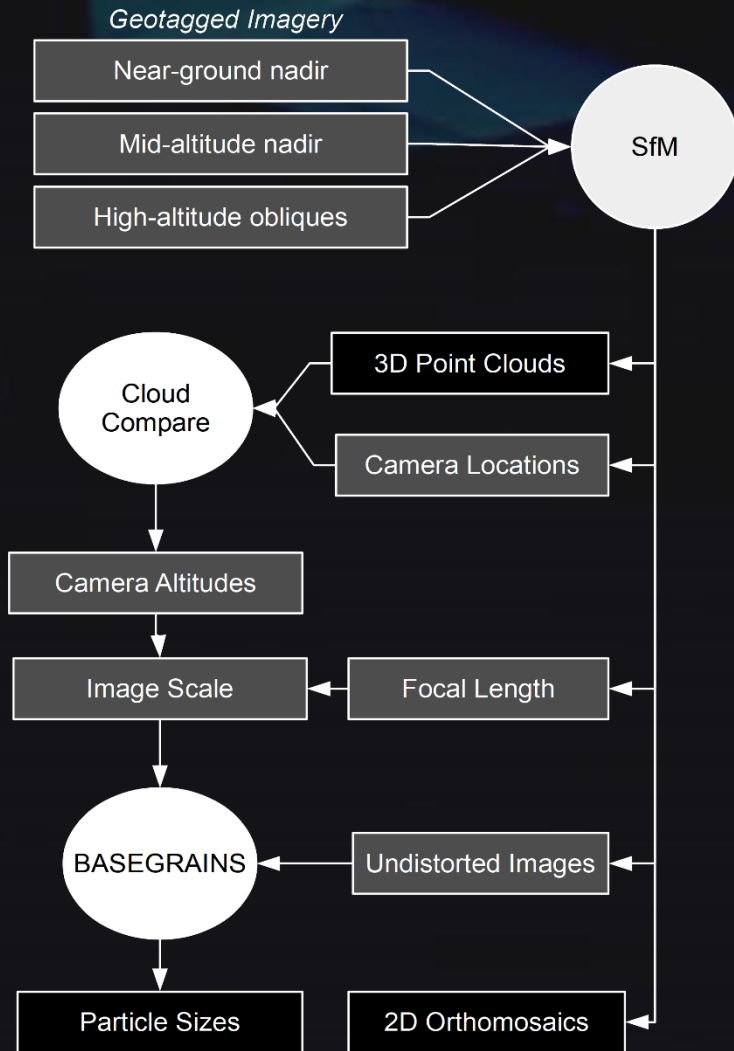 Geotagged Imagery
Near-ground nadir
Mid-altitude nadir
High-altitude obliques
SfM
Cloud
Compare
3D Point Clouds
Camera Locations
Camera Altitudes
Image Scale
Focal Length
BASEGRAINS
Undistorted Images
Particle Sizes
2D Orthomosaics